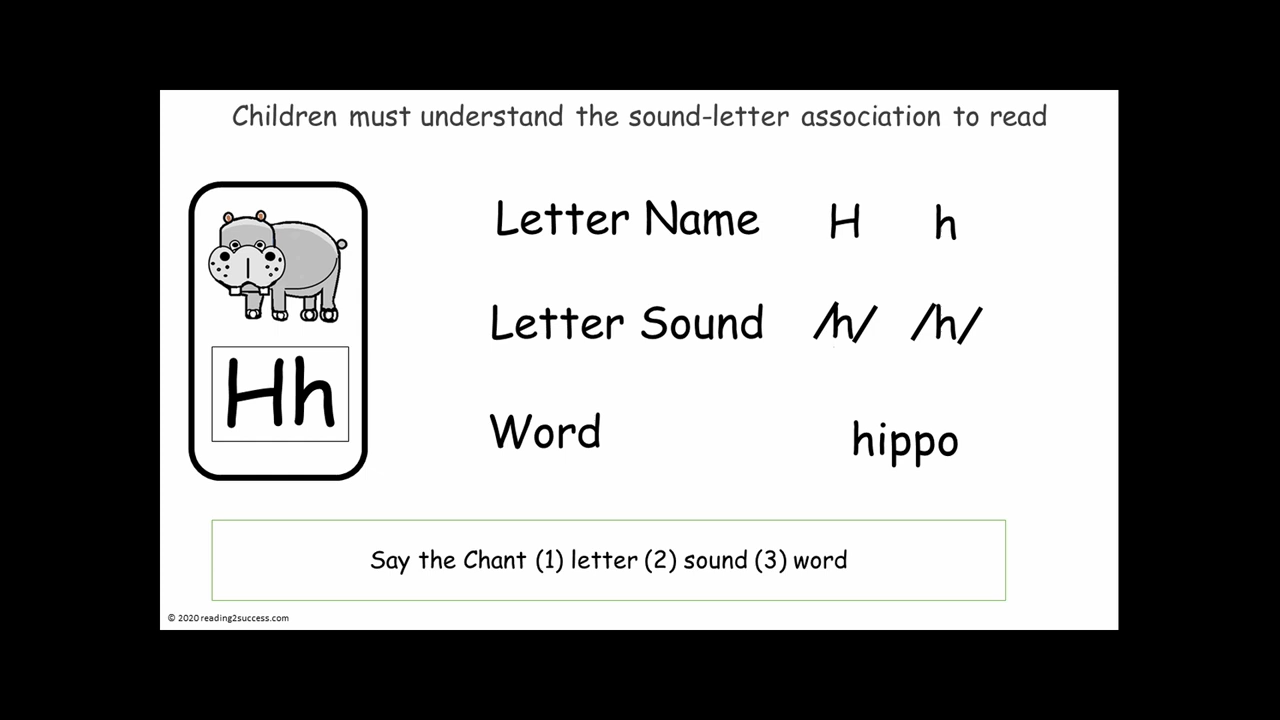 Children must understand the sound-letter association to read
Hh
Letter Name H h
Letter Sound /h/ /h/
Word hippo
Say the Chant (1) letter (2) sound (3) word
© 2020 reading2success.com